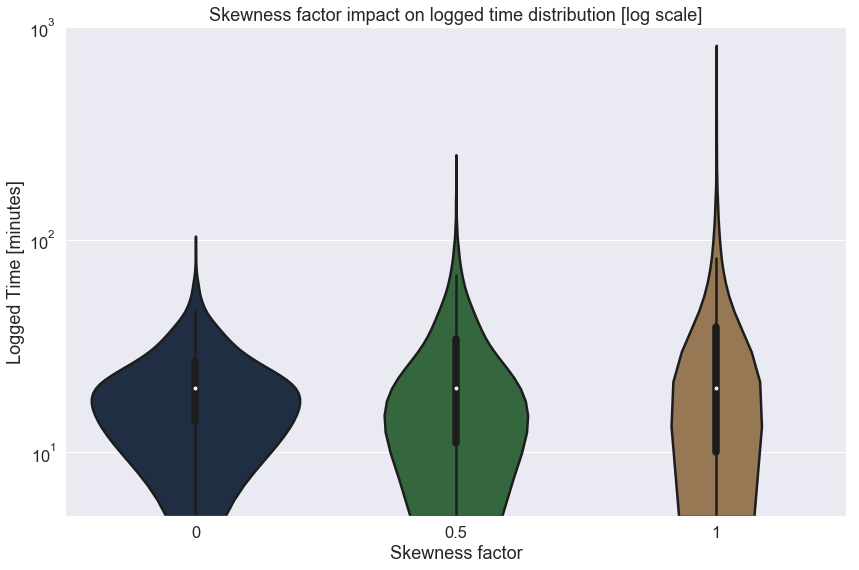 Skewness factor impact on logged time distribution [log scale]
Logged Time [minutes]
10³
10²
10¹
0
0.5
1
Skewness factor